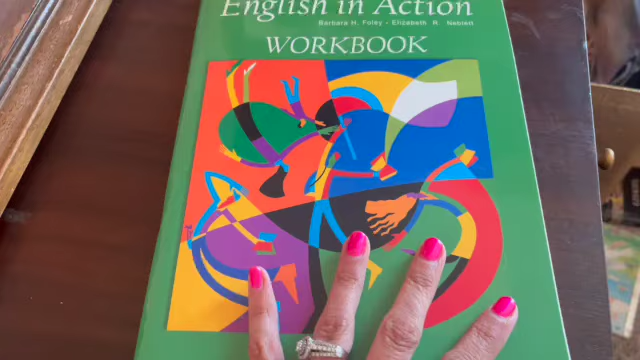 English in Action
Barbara H. Foley - Elizabeth R. Neblett
WORKBOOK